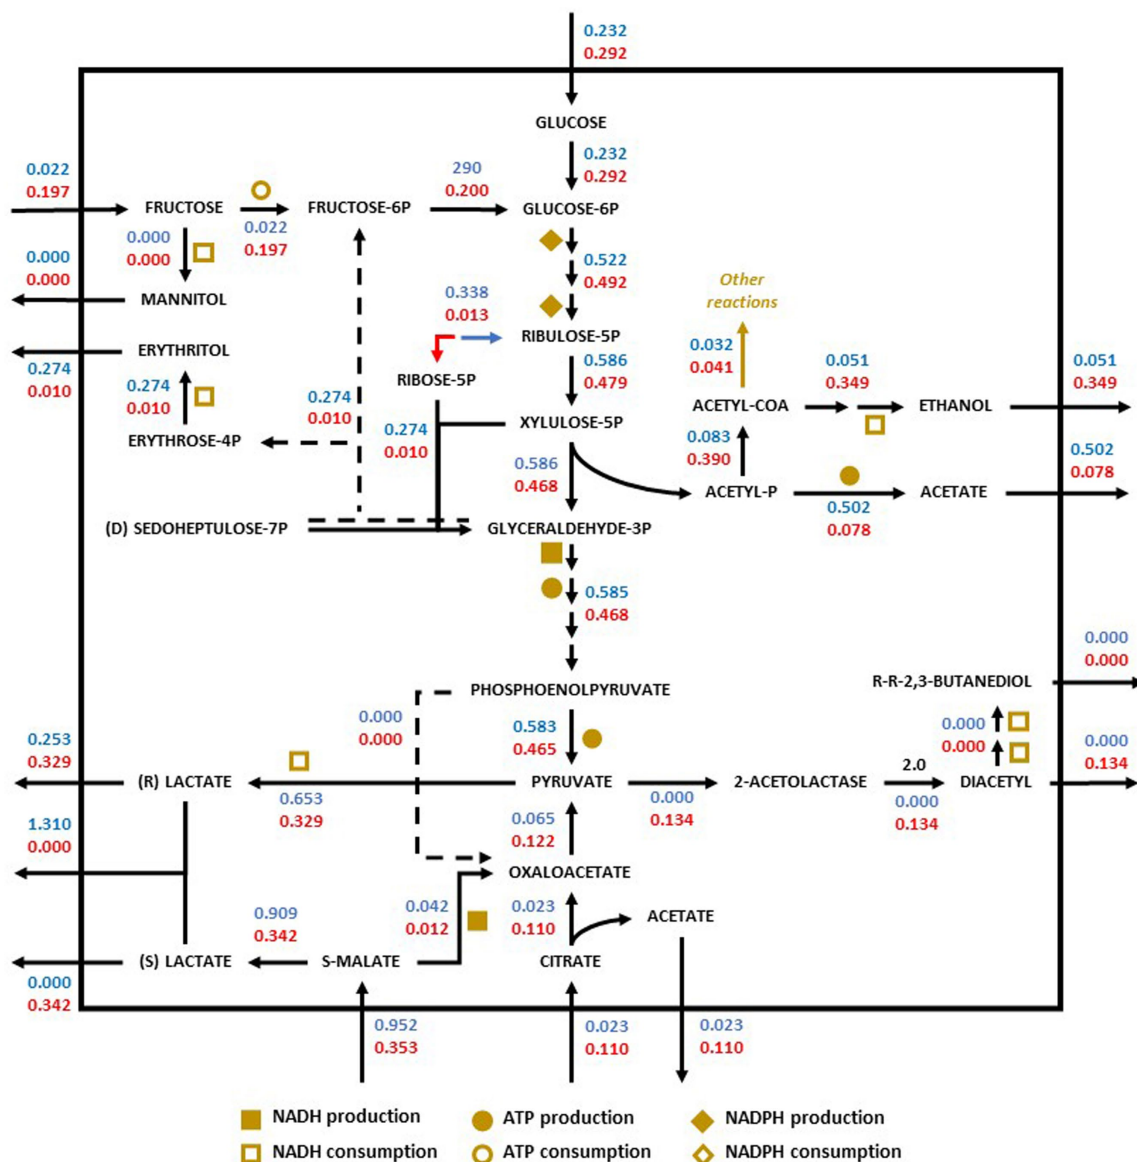 0.232
0.292
GLUCOSE
0.232
0.292
0.022
0.197
FRUCTOSE
0.022
0.197
FRUCTOSE-6P
290
0.200
GLUCOSE-6P
0.000
0.000
0.000
0.000
MANNITOL
0.522
0.492
Other
reactions
0.338
0.013
RIBULOSE-5P
ERYTHRITOL
0.274
0.010
0.274
0.010
ERYTHROSE-4P
0.274
0.010
RIBOSE-5P
0.274
0.010
0.586
0.479
XYLULOSE-5P
0.032
0.041
ACETYL-COA
0.051
0.349
ETHANOL
0.051
0.349
0.083
0.390
0.586
0.468
ACETYL-P
0.502
0.078
ACETATE
0.502
0.078
(D) SEDOHEPTULOSE-7P
GLYCERALDEHYDE-3P
0.585
0.468
PHOSPHOENOLPYRUVATE
R-R-2,3-BUTANEDIOL
0.000
0.000
0.000
0.000
0.583
0.465
0.000
0.000
0.253
0.329
(R) LACTATE
0.653
0.329
PYRUVATE
0.000
0.134
2-ACETOLACTASE
2.0
0.000
0.134
DIACETYL
0.000
0.134
0.065
0.122
1.310
0.000
OXALOACETATE
0.909
0.342
0.042
0.012
0.023
0.110
ACETATE
(S) LACTATE
S-MALATE
CITRATE
0.000
0.342
0.952
0.353
0.023
0.110
0.023
0.110
NADH production
ATP production
NADPH production
NADH consumption
ATP consumption
NADPH consumption